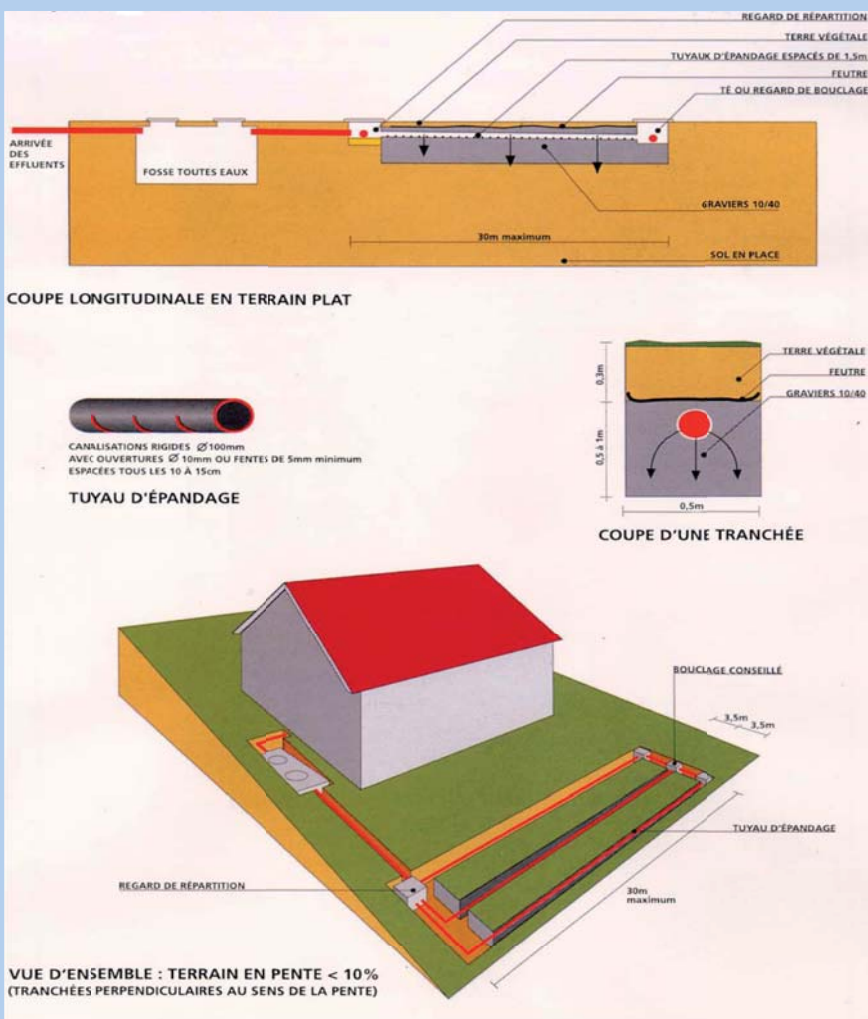 REGARD DE RÉPARTITION
TERRE VÉGÉTALE
TUYAUX D'ÉPANDAGE ESPACÉS DE 1,5m
FEUTRE
TÉ OU REGARD DE BOUCLAGE
ARRIVÉE
DES
EFFLUENTS
FOSSE TOUTES EAUX
GRAVIERS 10/40
30m maximum
SOL EN PLACE
COUPE LONGITUDINALE EN TERRAIN PLAT
CANALISATIONS RIGIDES Ø 100mm
AVEC OUVERTURES Ø 10mm OU FENTES DE 5mm minimum
ESPACÉES TOUS LES 10 À 15cm
TUYAU D'ÉPANDAGE
0,3m
0,5 à 1m
TERRE VÉGÉTALE
FEUTRE
GRAVIERS 10/40
0,5m
COUPE D'UNE TRANCHÉE
BOUCLAGE CONSEILLÉ
3,5m
3,5m
TUYAU D'ÉPANDAGE
30m
maximum
REGARD DE RÉPARTITION
VUE D'ENSEMBLE : TERRAIN EN PENTE < 10%
(TRANCHÉES PERPENDICULAIRES AU SENS DE LA PENTE)